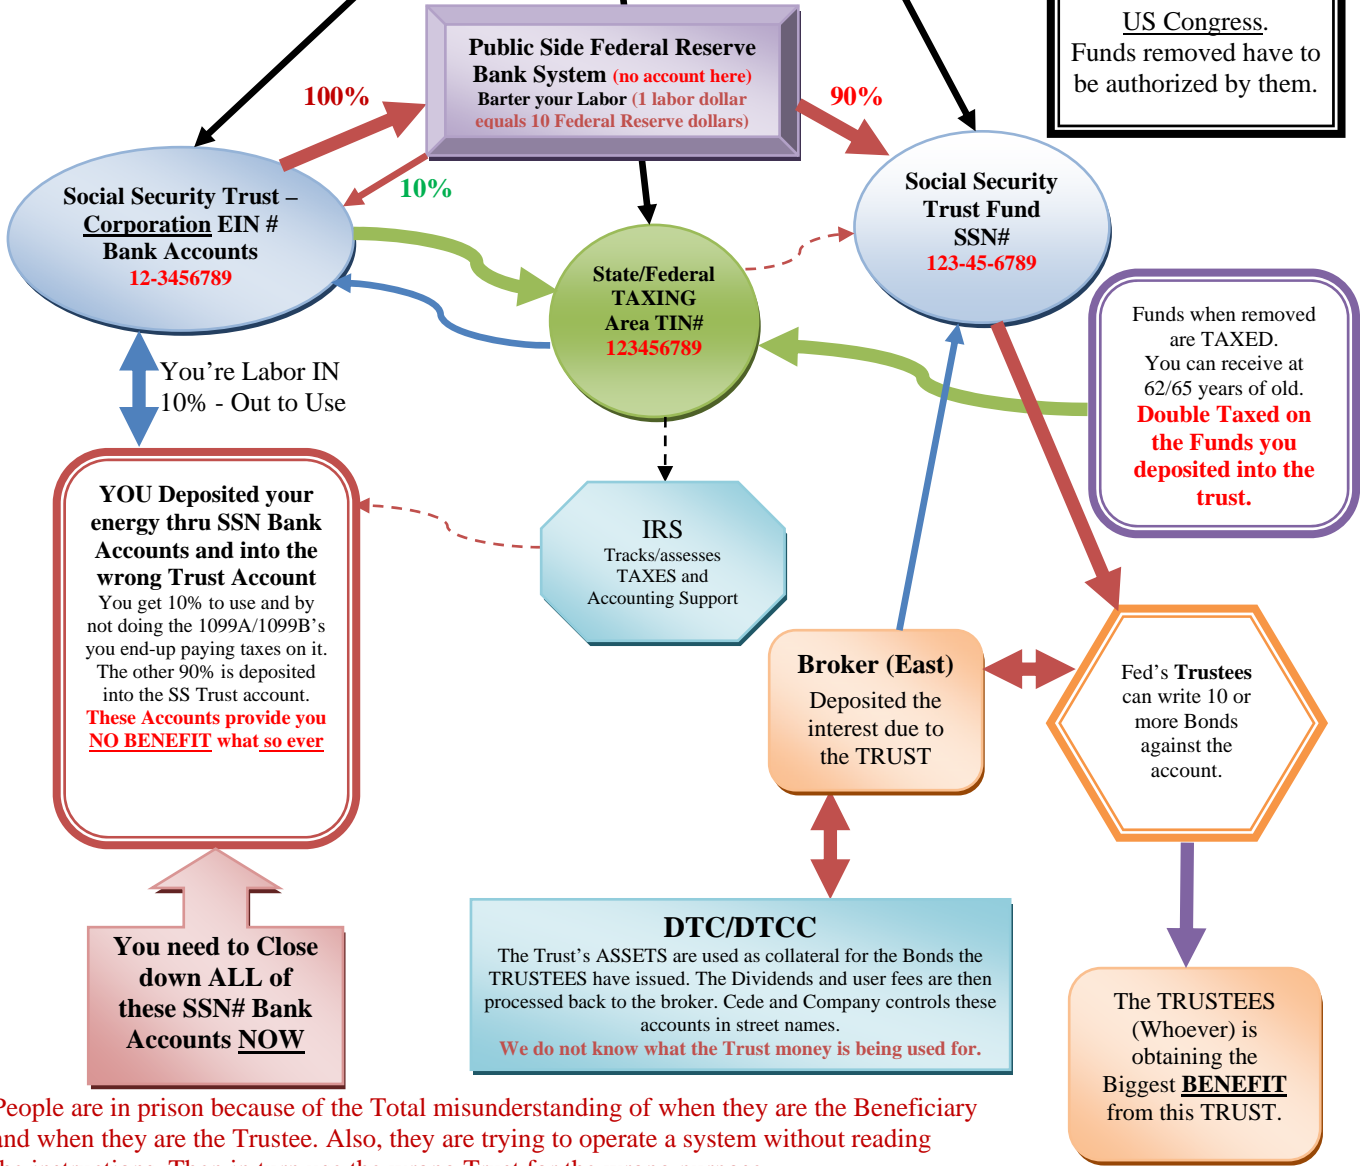 US Congress.
Funds removed have to
be authorized by them.
Public Side Federal Reserve
Bank System (no account here)
Barter your Labor (1 labor dollar
equals 10 Federal Reserve dollars)
100%
90%
10%
Social Security Trust –
Corporation EIN #
Bank Accounts
12-3456789
Social Security
Trust Fund
SSN#
123-45-6789
State/Federal
TAXING
Area TIN#
123456789
Funds when removed
are TAXED.
You can receive at
62/65 years of old.
Double Taxed on
the Funds you
deposited into the
trust.
You're Labor IN
10% - Out to Use
YOU Deposited your
energy thru SSN Bank
Accounts and into the
wrong Trust Account
You get 10% to use and by
not doing the 1099A/1099B's
you end-up paying taxes on it.
The other 90% is deposited
into the SS Trust account.
These Accounts provide you
NO BENEFIT what so ever
IRS
Tracks/assesses
TAXES and
Accounting Support
Broker (East)
Deposited the
interest due to
the TRUST
Fed's Trustees
can write 10 or
more Bonds
against the
account.
You need to Close
down ALL of
these SSN# Bank
Accounts NOW
DTC/DTCC
The Trust's ASSETS are used as collateral for the Bonds the
TRUSTEES have issued. The Dividends and user fees are then
processed back to the broker. Cede and Company controls these
accounts in street names.
We do not know what the Trust money is being used for.
The TRUSTEES
(Whoever) is
obtaining the
Biggest BENEFIT
from this TRUST.
People are in prison because of the Total misunderstanding of when they are the Beneficiary
and when they are the Trustee. Also, they are trying to operate a system without reading